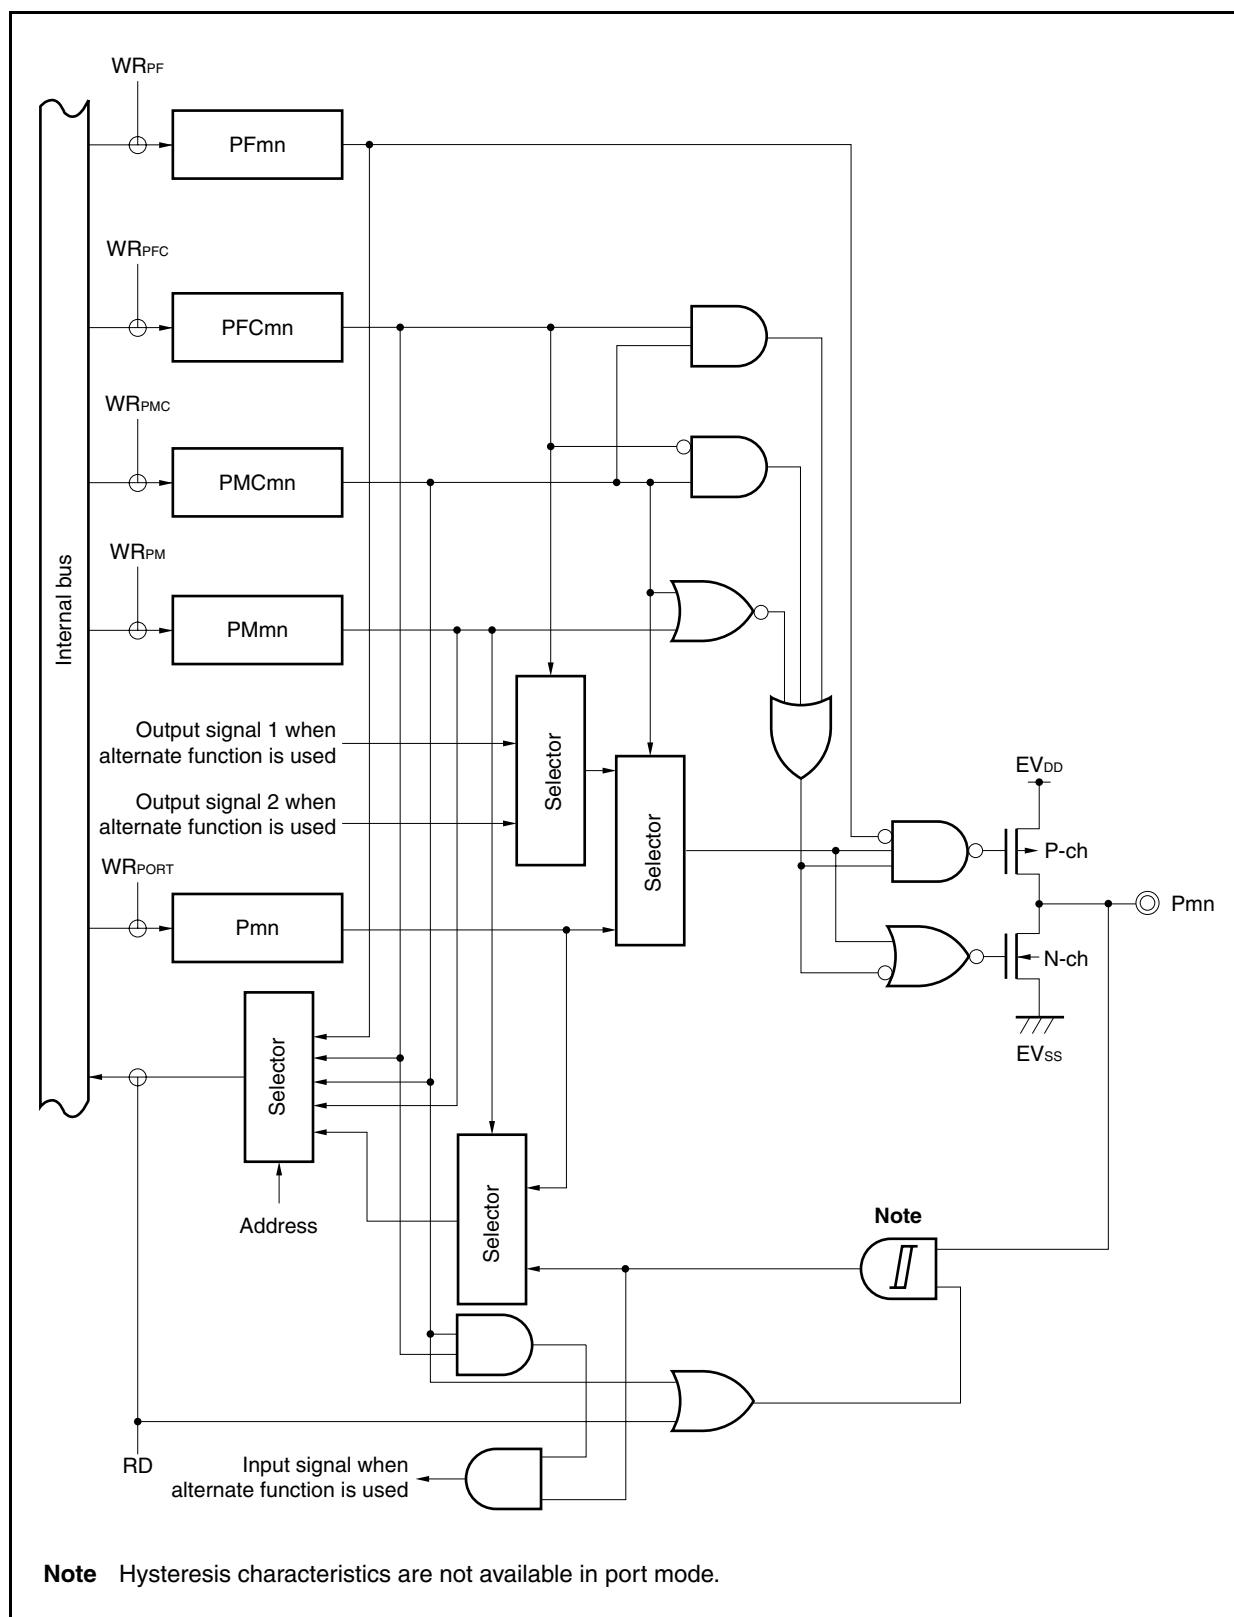 WRPF
PFmn
WRPFC
PFCmn
WRPMC
PMCmn
WRPM
PMmn
Internal bus
Output signal 1 when
alternate function is used
Output signal 2 when
alternate function is used
Selector
Selector
EVDD
P-ch
Pmn
N-ch
EVSS
WRPORT
Pmn
Selector
Address
Selector
Note
RD
Input signal when
alternate function is used
Note Hysteresis characteristics are not available in port mode.